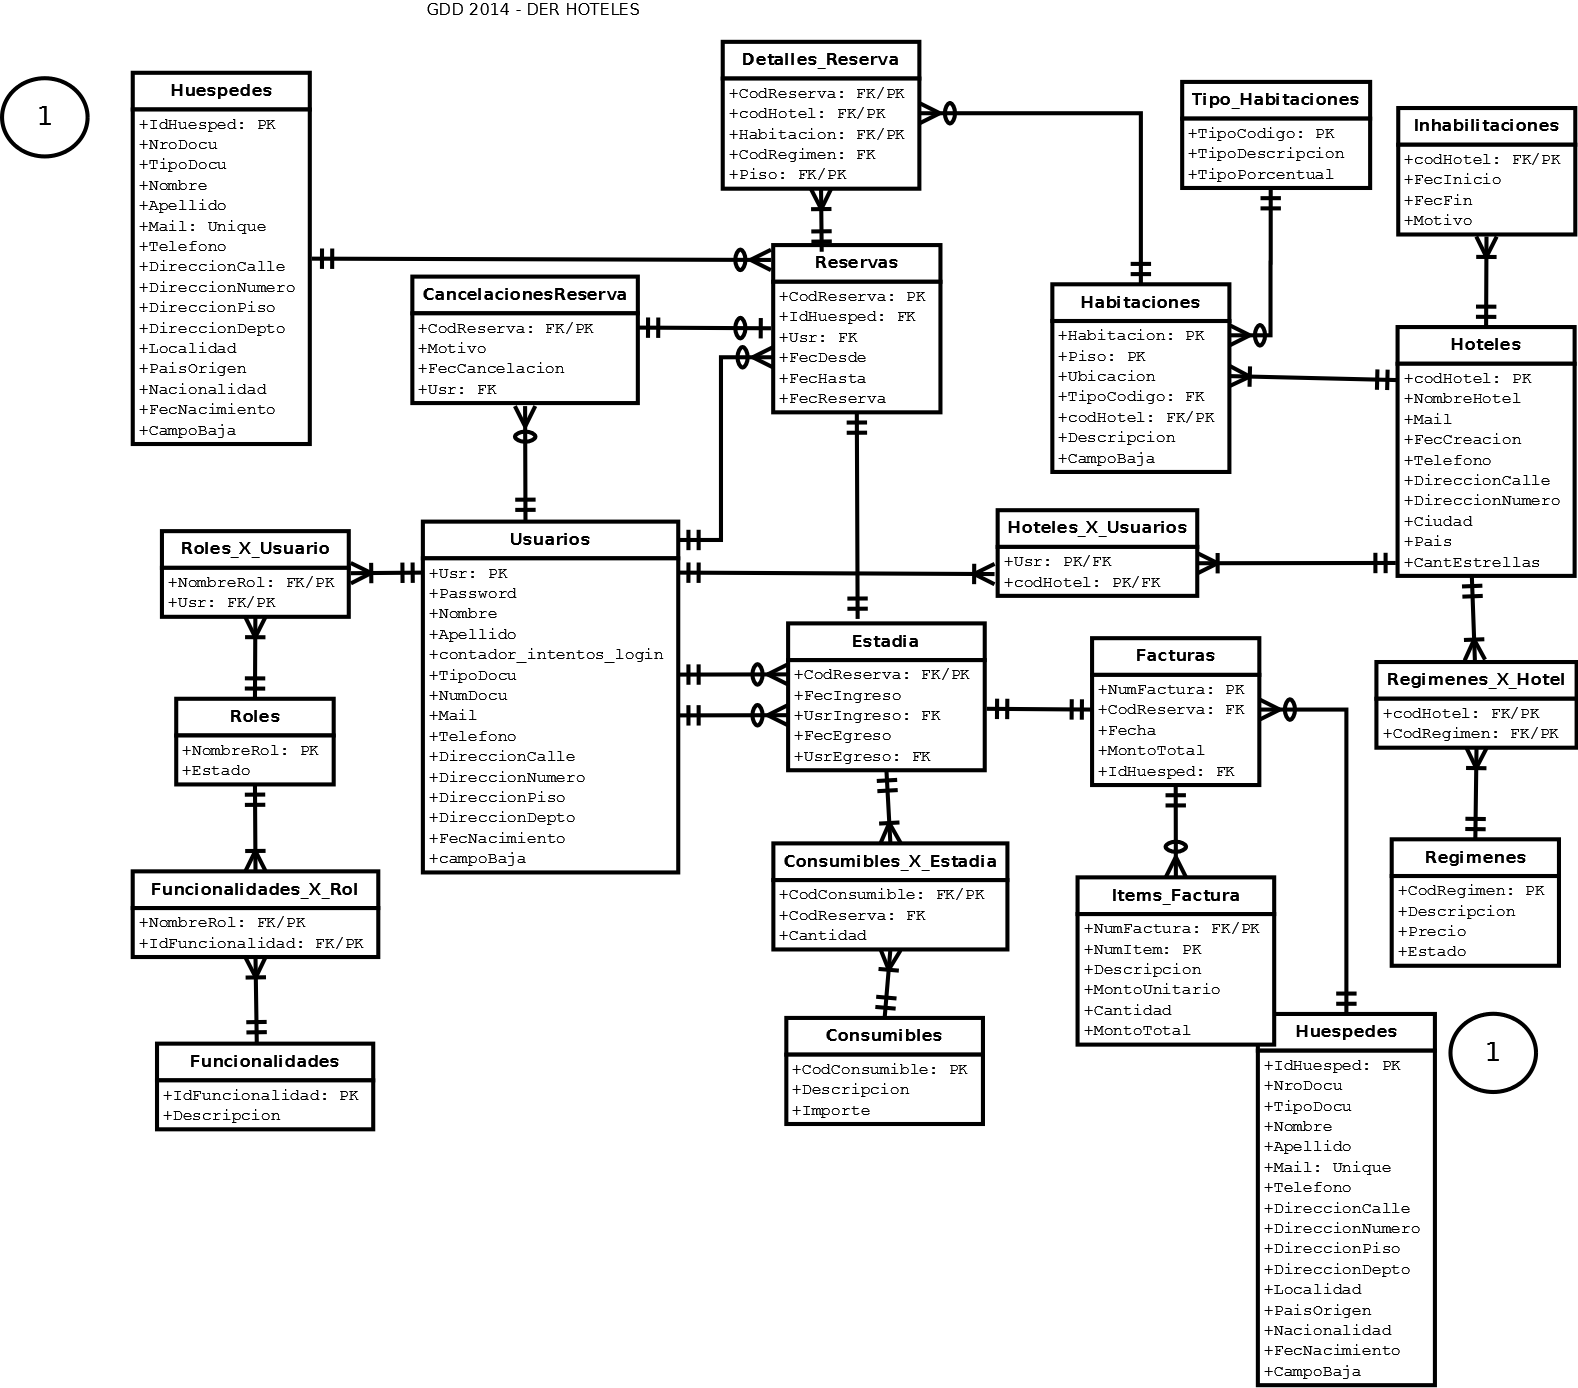 GDD 2014 - DER HOTELES
1
Huespedes
+IdHuesped: PK
+NroDocu
+TipoDocu
+Nombre
+Apellido
+Mail: Unique
+Telefono
+DireccionCalle
+DireccionNumero
+DireccionPiso
+DireccionDepto
+Localidad
+PaisOrigen
+Nacionalidad
+FecNacimiento
+CampoBaja
Detalles_Reserva
+CodReserva: FK/PK
+codHotel: FK/PK
+Habitacion: FK/PK
+CodRegimen: FK
+Piso: FK/PK
Tipo_Habitaciones
+TipoCodigo: PK
+TipoDescripcion
+TipoPorcentual
Inhabilitaciones
+codHotel: FK/PK
+FecInicio
+FecFin
+Motivo
CancelacionesReserva
+CodReserva: FK/PK
+Motivo
+FecCancelacion
+Usr: FK
Reservas
+CodReserva: PK
+IdHuesped: FK
+Usr: FK
+FecDesde
+FecHasta
+FecReserva
Habitaciones
+Habitacion: PK
+Piso: PK
+Ubicacion
+TipoCodigo: FK
+codHotel: FK/PK
+Descripcion
+CampoBaja
Hoteles
+codHotel: PK
+NombreHotel
+Mail
+FecCreacion
+Telefono
+DireccionCalle
+DireccionNumero
+Ciudad
+Pais
+CantEstrellas
Roles_X_Usuario
+NombreRol: FK/PK
+Usr: FK/PK
Usuarios
+Usr: PK
+Password
+Nombre
+Apellido
+contador_intentos_login
+TipoDocu
+NumDocu
+Mail
+Telefono
+DireccionCalle
+DireccionNumero
+DireccionPiso
+DireccionDepto
+FecNacimiento
+campoBaja
Hoteles_X_Usuarios
+Usr: PK/FK
+codHotel: PK/FK
Estadia
+CodReserva: FK/PK
+FecIngreso
+UsrIngreso: FK
+FecEgreso
+UsrEgreso: FK
Facturas
+NumFactura: PK
+CodReserva: FK
+Fecha
+MontoTotal
+IdHuesped: FK
Regimenes_X_Hotel
+codHotel: FK/PK
+CodRegimen: FK/PK
Roles
+NombreRol: PK
+Estado
Funcionalidades_X_Rol
+NombreRol: FK/PK
+IdFuncionalidad: FK/PK
Consumibles_X_Estadia
+CodConsumible: FK/PK
+CodReserva: FK
+Cantidad
Items_Factura
+NumFactura: FK/PK
+NumItem: PK
+Descripcion
+MontoUnitario
+Cantidad
+MontoTotal
Regimenes
+CodRegimen: PK
+Descripcion
+Precio
+Estado
Funcionalidades
+IdFuncionalidad: PK
+Descripcion
Consumibles
+CodConsumible: PK
+Descripcion
+Importe
Huespedes
+IdHuesped: PK
+NroDocu
+TipoDocu
+Nombre
+Apellido
+Mail: Unique
+Telefono
+DireccionCalle
+DireccionNumero
+DireccionPiso
+DireccionDepto
+Localidad
+PaisOrigen
+Nacionalidad
+FecNacimiento
+CampoBaja
1